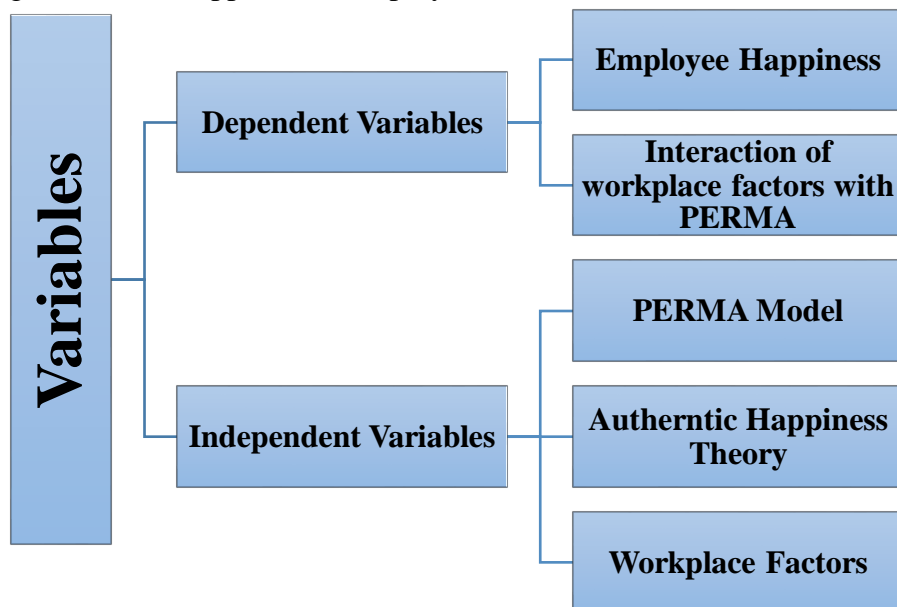 Variables
Dependent Variables
Employee Happiness
Interaction of
workplace factors with
PERMA
Independent Variables
PERMA Model
Autherntic Happiness
Theory
Workplace Factors